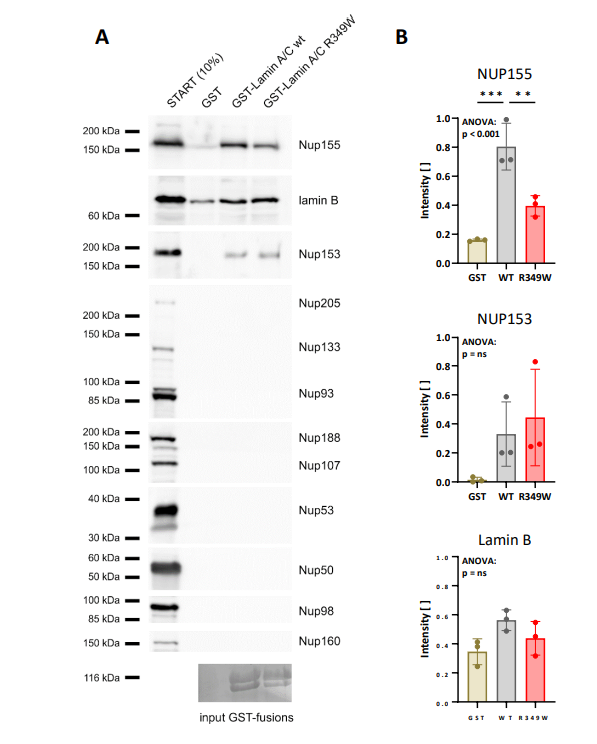 A
START (10%)
GST
GST-Lamin A/C wt
GST-Lamin A/C R349W
200 kDa
150 kDa
Nup155
lamin B
60 kDa
200 kDa
150 kDa
Nup153
Nup205
200 kDa
150 kDa
Nup133
100 kDa
85 kDa
Nup93
200 kDa
150 kDa
100 kDa
Nup188
Nup107
40 kDa
30 kDa
Nup53
60 kDa
50 kDa
Nup50
100 kDa
85 kDa
Nup98
150 kDa
Nup160
116 kDa
input GST-fusions
B
NUP155
*** **
ANOVA:
p < 0.001
Intensity [ ]
1.0
0.8
0.6
0.4
0.2
0.0
GST WT R349W
NUP153
ANOVA:
p = ns
Intensity [ ]
1.0
0.8
0.6
0.4
0.2
0.0
GST WT R349W
Lamin B
ANOVA:
p = ns
Intensity [ ]
1.0
0.8
0.6
0.4
0.2
0.0
GST WT R349W